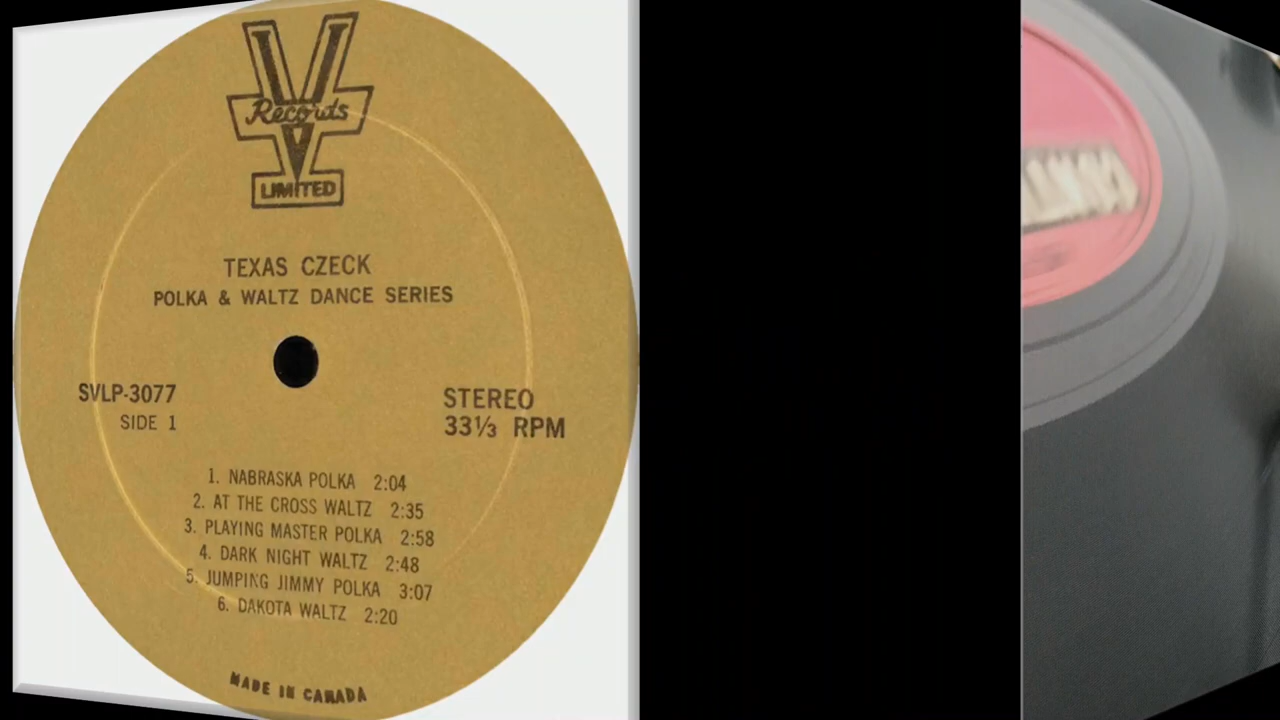 V
Records
LIMITED
TEXAS CZECK
POLKA & WALTZ DANCE SERIES
SVLP-3077
SIDE 1
STEREO
33⅓ RPM
1. NABRASKA POLKA 2:04
2. AT THE CROSS WALTZ 2:35
3. PLAYING MASTER POLKA 2:58
4. DARK NIGHT WALTZ 2:48
5. JUMPING JIMMY POLKA 3:07
6. DAKOTA WALTZ 2:20
MADE IN CANADA